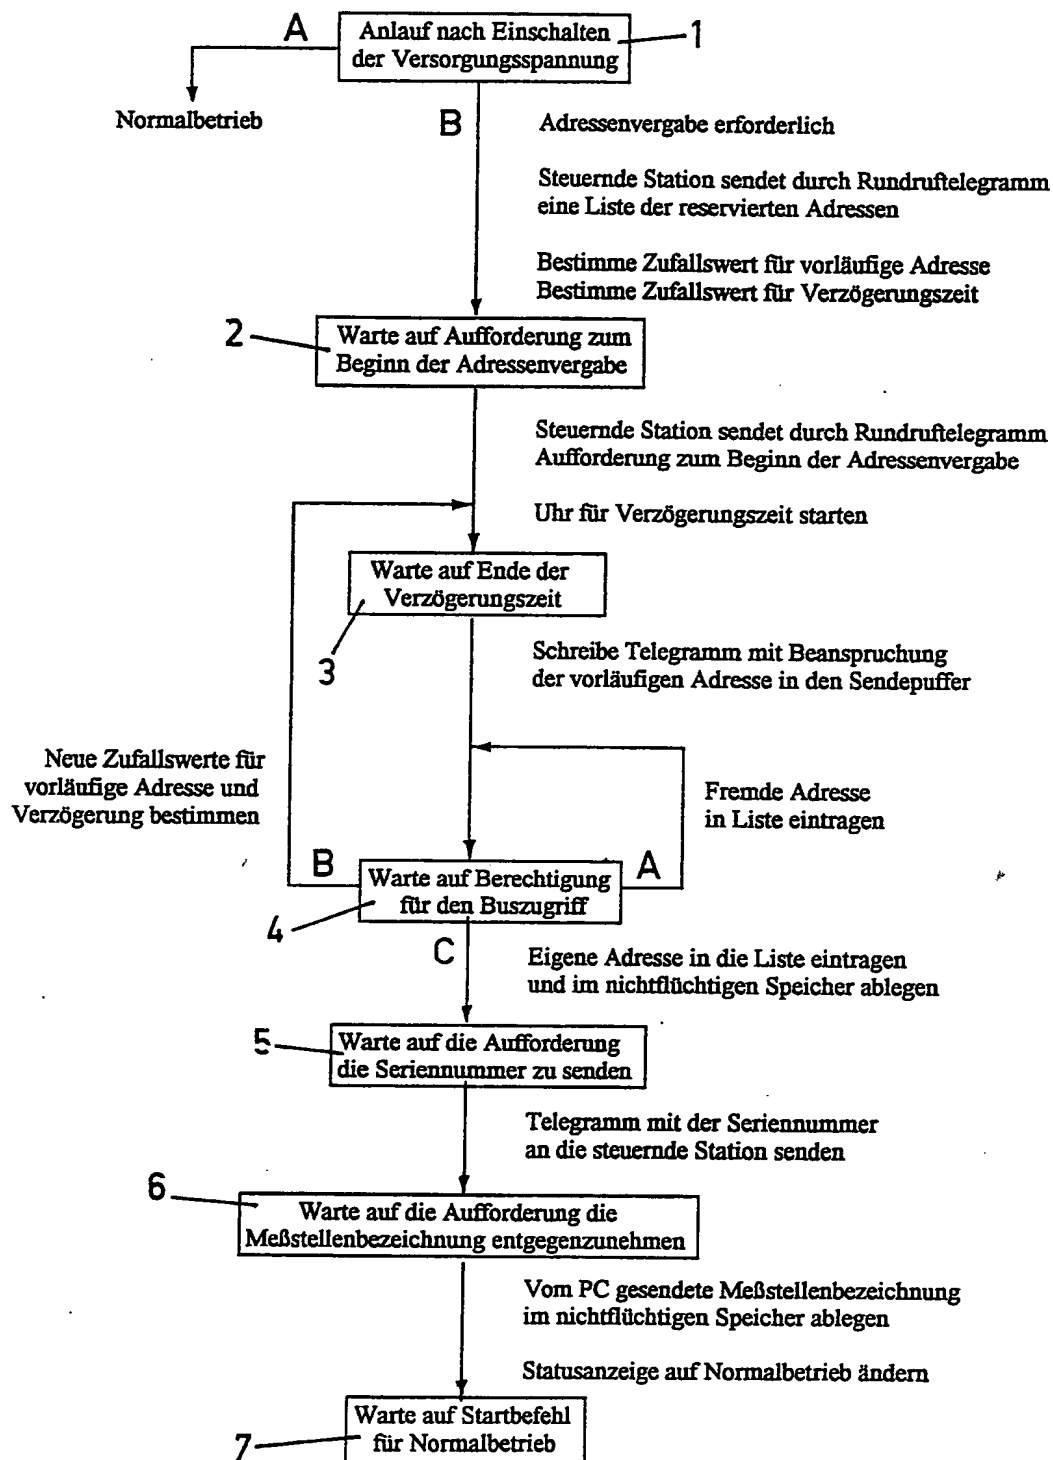 A
Anlauf nach Einschalten
der Versorgungsspannung
1
Normalbetrieb
B
Adressenvergabe erforderlich
Steuernde Station sendet durch Rundruftelegramm
eine Liste der reservierten Adressen
Bestimme Zufallswert für vorläufige Adresse
Bestimme Zufallswert für Verzögerungszeit
2
Warte auf Aufforderung zum
Beginn der Adressenvergabe
Steuernde Station sendet durch Rundruftelegramm
Aufforderung zum Beginn der Adressenvergabe
Uhr für Verzögerungszeit starten
Warte auf Ende der
Verzögerungszeit
3
Schreibe Telegramm mit Beanspruchung
der vorläufigen Adresse in den Sendepuffer
Neue Zufallswerte für
vorläufige Adresse und
Verzögerung bestimmen
Fremde Adresse
in Liste eintragen
B
Warte auf Berechtigung
für den Buszugriff
A
4
C
Eigene Adresse in die Liste eintragen
und im nichtflüchtigen Speicher ablegen
5
Warte auf die Aufforderung
die Seriennummer zu senden
Telegramm mit der Seriennummer
an die steuernde Station senden
6
Warte auf die Aufforderung die
Meßstellenbezeichnung entgegenzunehmen
Vom PC gesendete Meßstellenbezeichnung
im nichtflüchtigen Speicher ablegen
Statusanzeige auf Normalbetrieb ändern
Warte auf Startbefehl
für Normalbetrieb
7